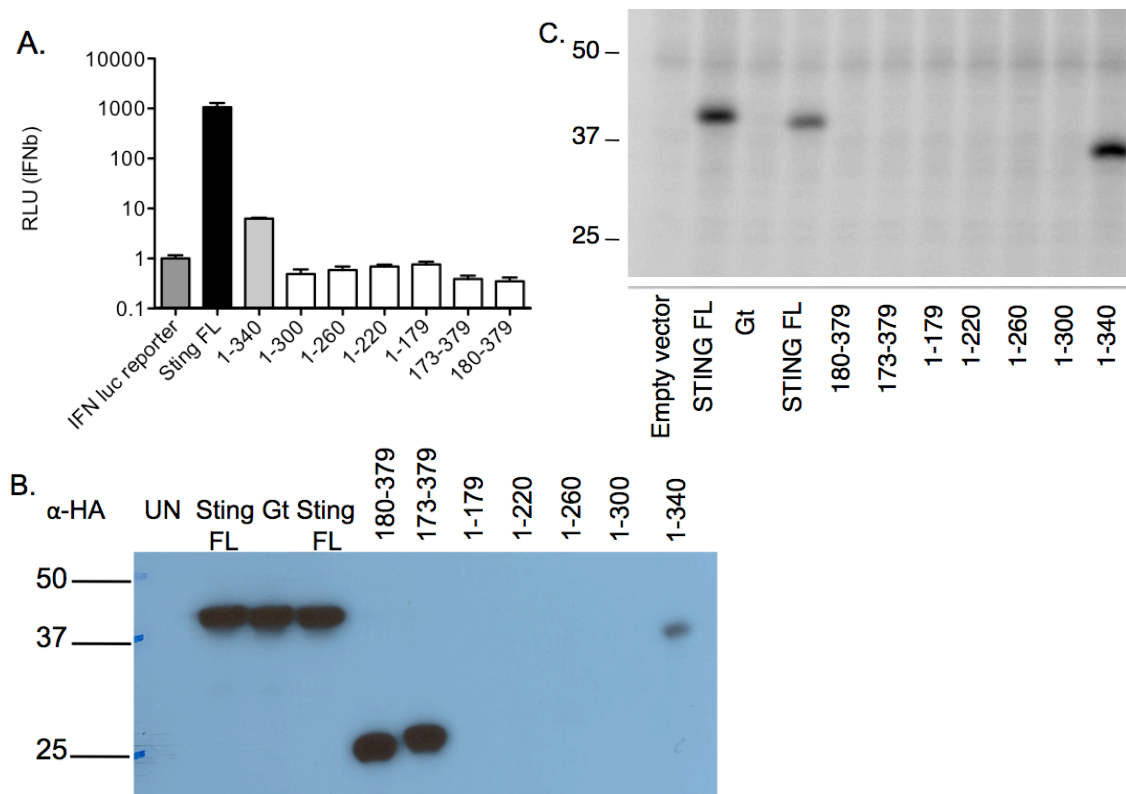 A.
10000
1000
100
10
1
0.1
RLU (IFNb)
IFN luc reporter
Sting FL
1-340
1-300
1-260
1-220
1-179
173-379
180-379
C.
50
37
25
Empty vector
STING FL
Gt
STING FL
180-379
173-379
1-179
1-220
1-260
1-300
1-340
B.
α-HA
UN
Sting FL
Gt
Sting FL
180-379
173-379
1-179
1-220
1-260
1-300
1-340
50
37
25